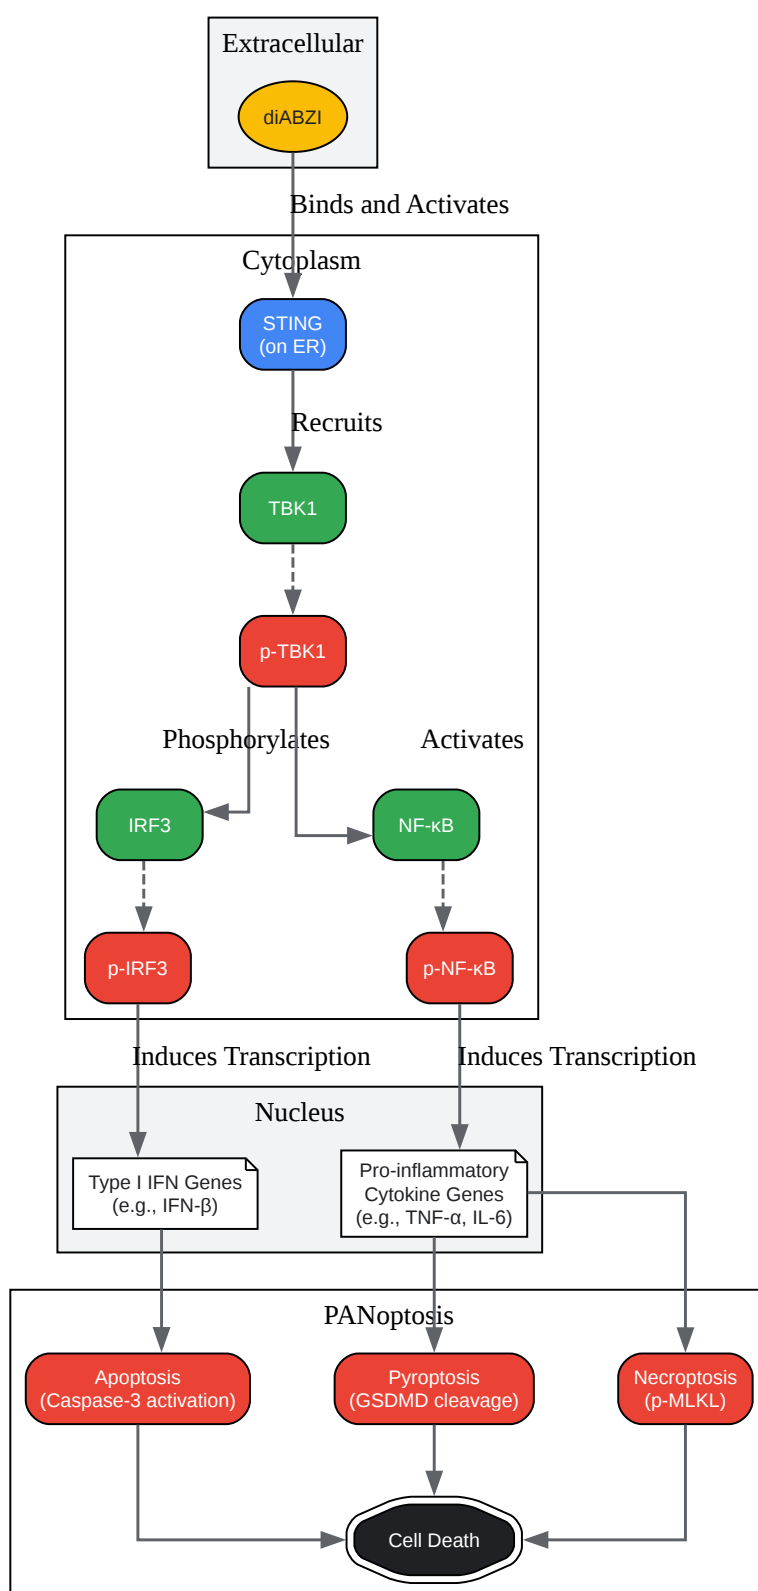 Extracellular
diABZI
Binds and Activates
Cytoplasm
STING
(on ER)
Recruits
TBK1
p-TBK1
Phosphorylates
Activates
IRF3
NF-κB
p-IRF3
p-NF-κB
Induces Transcription
Induces Transcription
Nucleus
Type I IFN Genes
(e.g., IFN-β)
Pro-inflammatory
Cytokine Genes
(e.g., TNF-α, IL-6)
PANoptosis
Apoptosis
(Caspase-3 activation)
Pyroptosis
(GSDMD cleavage)
Necroptosis
(p-MLKL)
Cell Death